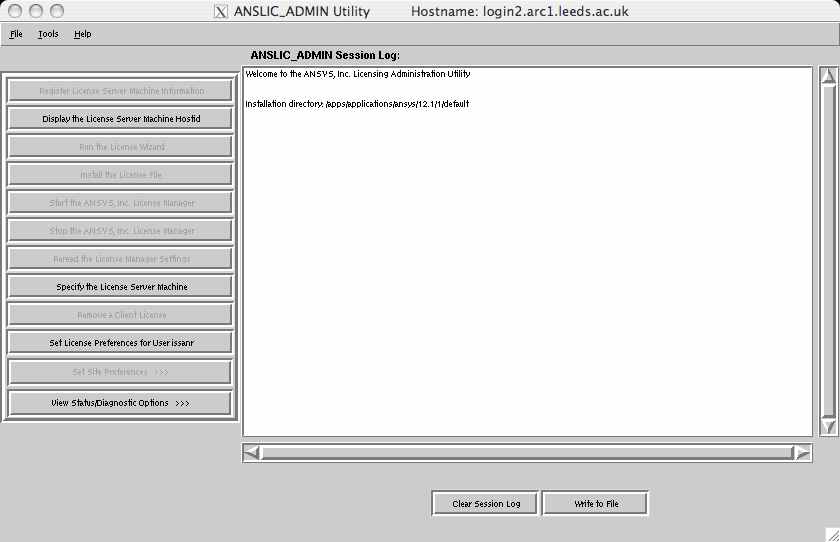 ANSLIC_ADMIN Utility Hostname: login2.arc1.leeds.ac.uk
File Tools Help
ANSLIC_ADMIN Session Log:
Register License Server Machine Information
Display the License Server Machine Hostid
Run the License Wizard
Install the License File
Start the ANSYS, Inc. License Manager
Stop the ANSYS, Inc. License Manager
Reread the License Manager Settings
Specify the License Server Machine
Remove a Client License
Set License Preferences for User issanr
Set Site Preferences >>>
View Status/Diagnostic Options >>>
Welcome to the ANSYS, Inc. Licensing Administration Utility
Installation directory: /apps/applications/ansys/12.1/1/default
Clear Session Log Write to File